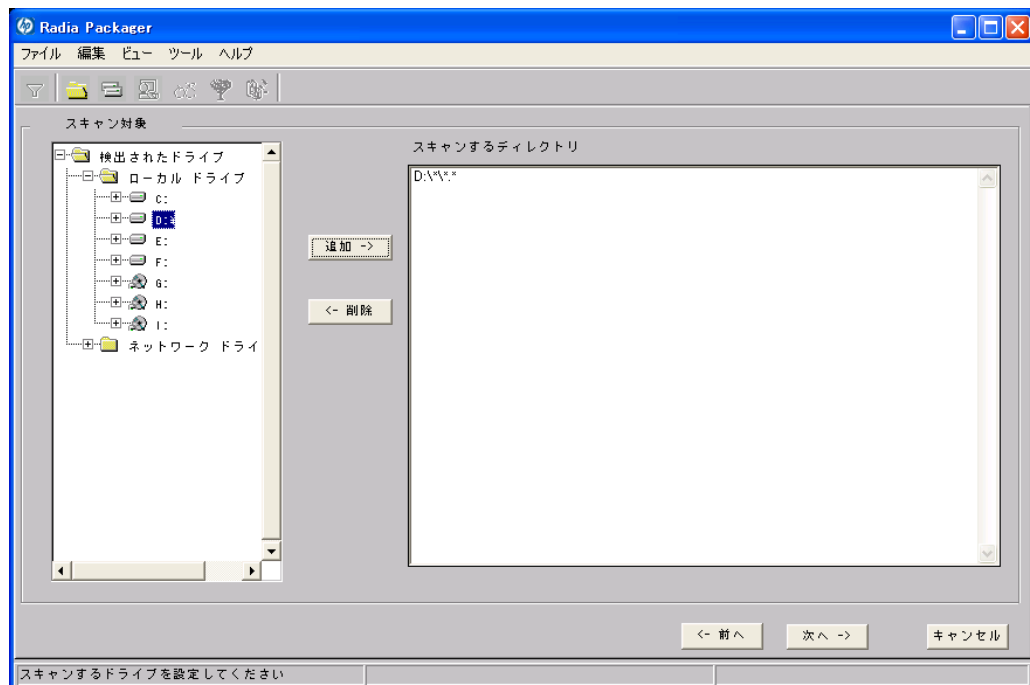 Radia Packager
ファイル 編集 ビュー ツール ヘルプ
スキャン対象
検出されたドライブ
ローカル ドライブ
C:
D:¥
E:
F:
G:
H:
I:
ネットワーク ドライ
追加 ->
<- 削除
スキャンするディレクトリ
D:\*\*.*
<- 前へ
次へ ->
キャンセル
スキャンするドライブを設定してください